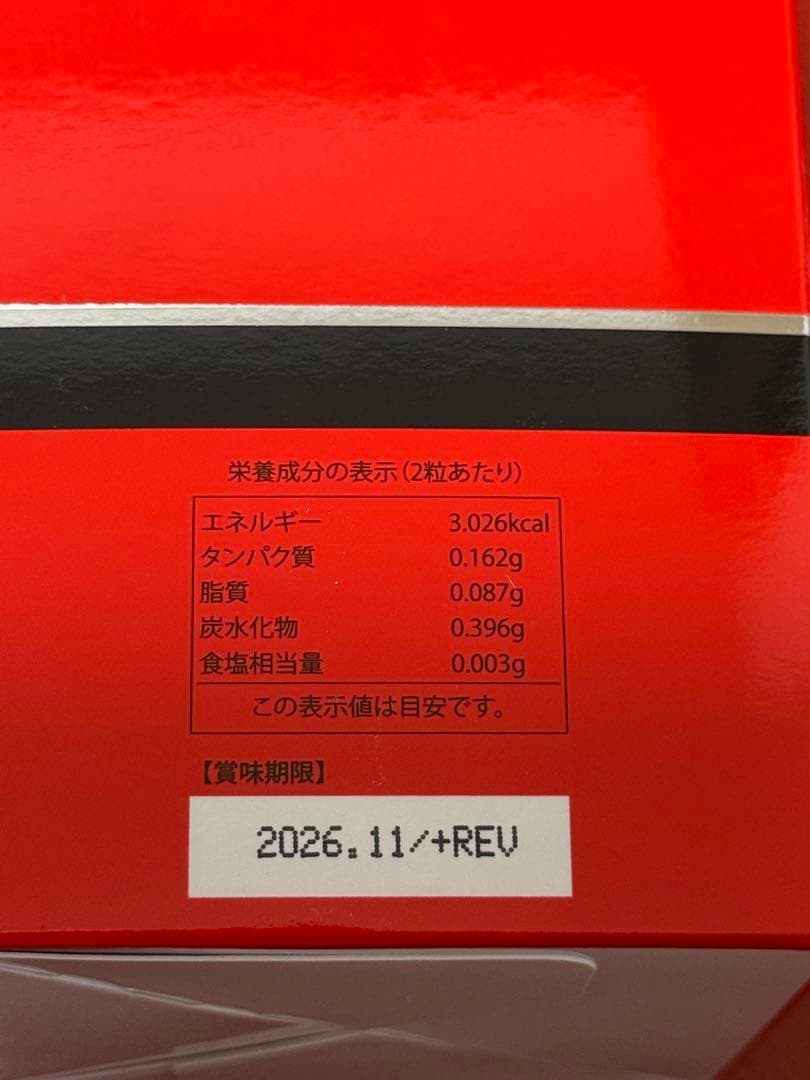 栄養成分の表示(2粒あたり)
エネルギー 3.026kcal
タンパク質 0.162g
脂質 0.087g
炭水化物 0.396g
食塩相当量 0.003g
この表示値は目安です。
【賞味期限】
2026.11/+REV